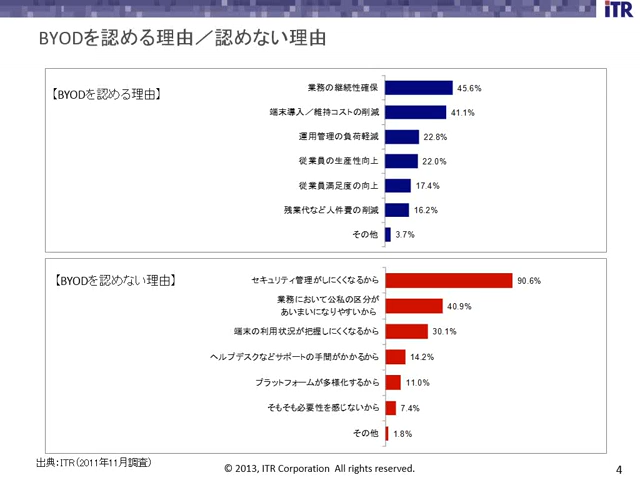 iTR
BYODを認める理由／認めない理由
【BYODを認める理由】
業務の継続性確保 45.6%
端末導入／維持コストの削減 41.1%
運用管理の負荷軽減 22.8%
従業員の生産性向上 22.0%
従業員満足度の向上 17.4%
残業代など人件費の削減 16.2%
その他 3.7%
【BYODを認めない理由】
セキュリティ管理がしにくくなるから 90.6%
業務において公私の区分が
あいまいになりやすいから 40.9%
端末の利用状況が把握しにくくなるから 30.1%
ヘルプデスクなどサポートの手間がかかるから 14.2%
プラットフォームが多様化するから 11.0%
そもそも必要性を感じないから 7.4%
その他 1.8%
出典：ITR（2011年11月調査）
© 2013, ITR Corporation All rights reserved.
4